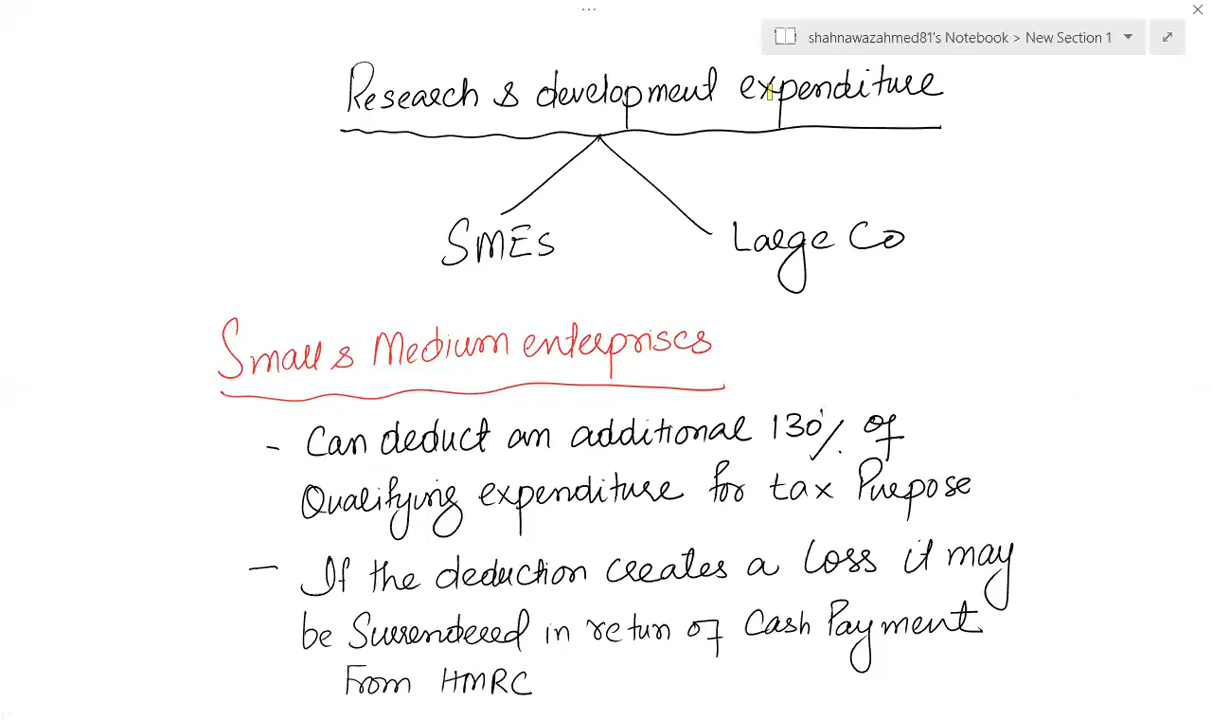 shahnawazahmed81's Notebook > New Section 1
Research & development expenditure
SMEs Large Co
Small & Medium enterprises
- Can deduct an additional 130% of
Qualifying expenditure for tax Purpose
- If the deduction creates a loss it may
be Surrendered in return of Cash Payment
From HMRC